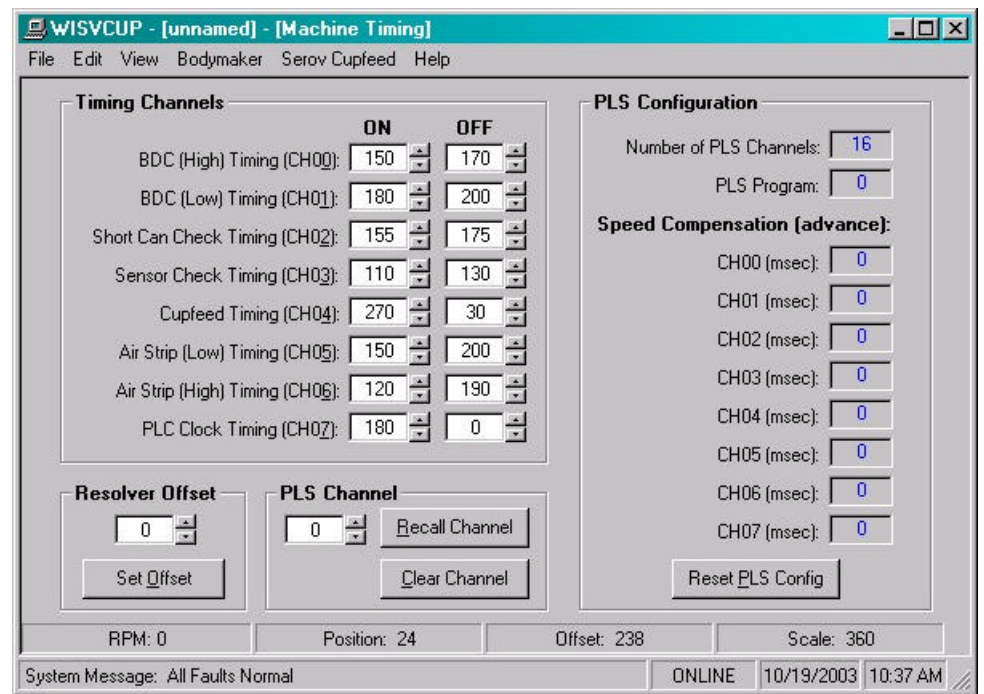 WISVCUP - [unnamed] - [Machine Timing]
File Edit View Bodymaker Serov Cupfeed Help
Timing Channels
ON OFF
BDC (High) Timing (CH00): 150 170
BDC (Low) Timing (CH01): 180 200
Short Can Check Timing (CH02): 155 175
Sensor Check Timing (CH03): 110 130
Cupfeed Timing (CH04): 270 30
Air Strip (Low) Timing (CH05): 150 200
Air Strip (High) Timing (CH06): 120 190
PLC Clock Timing (CH07): 180 0
Resolver Offset
0
Set Offset
PLS Channel
0 Recall Channel
Clear Channel
PLS Configuration
Number of PLS Channels: 16
PLS Program: 0
Speed Compensation (advance):
CH00 (msec): 0
CH01 (msec): 0
CH02 (msec): 0
CH03 (msec): 0
CH04 (msec): 0
CH05 (msec): 0
CH06 (msec): 0
CH07 (msec): 0
Reset PLS Config
RPM: 0 Position: 24 Offset: 238 Scale: 360
System Message: All Faults Normal ONLINE 10/19/2003 10:37 AM